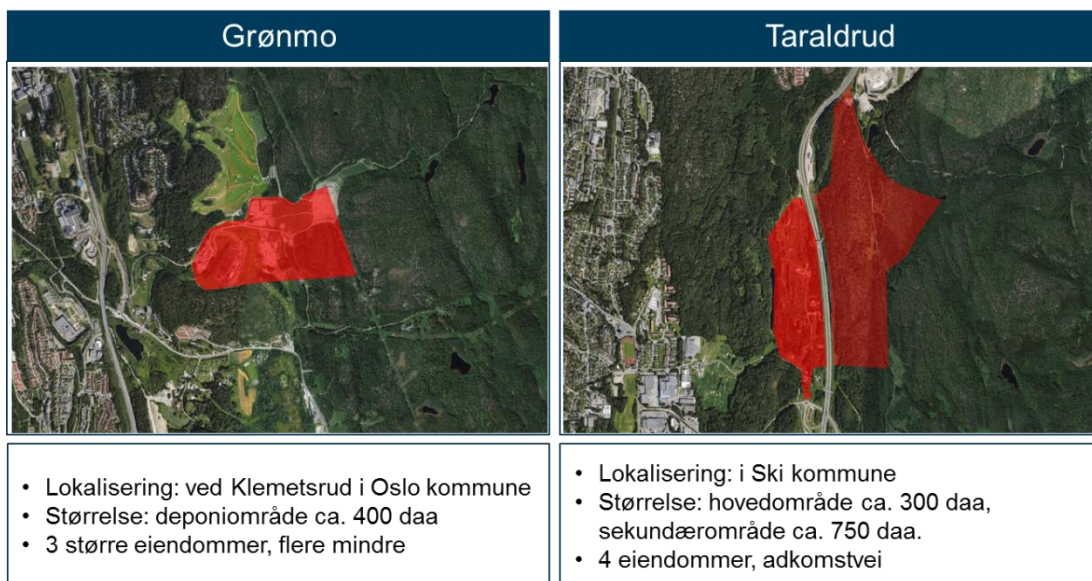 Grønmo
Taraldrud
• Lokalisering: ved Klemetsrud i Oslo kommune
• Størrelse: deponiområde ca. 400 daa
• 3 større eiendommer, flere mindre
• Lokalisering: i Ski kommune
• Størrelse: hovedområde ca. 300 daa,
sekundærområde ca. 750 daa.
• 4 eiendommer, adkomstvei